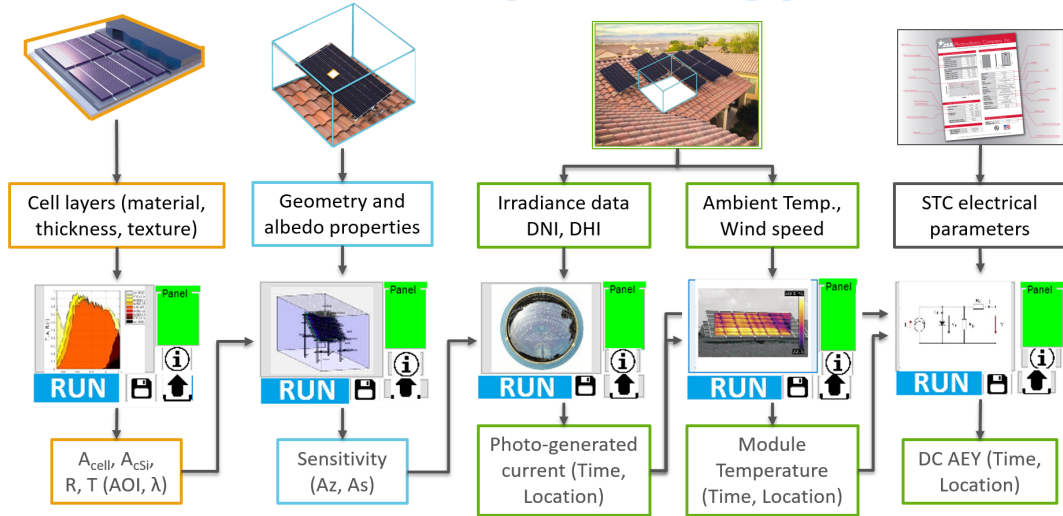 Cell layers (material,
thickness, texture)
Geometry and
albedo properties
Irradiance data
DNI, DHI
Ambient Temp.,
Wind speed
STC electrical
parameters
Panel
RUN
Panel
RUN
Panel
RUN
Panel
RUN
Panel
RUN
A_cell, A_cSi,
R, T (AOI, λ)
Sensitivity
(Az, As)
Photo-generated
current (Time,
Location)
Module
Temperature
(Time, Location)
DC AEY (Time,
Location)